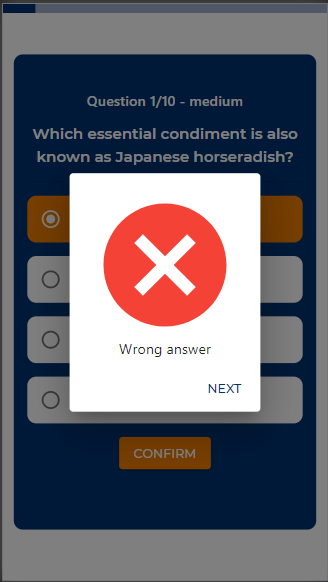 Question 1/10 - medium
Which essential condiment is also
known as Japanese horseradish?
Wrong answer
NEXT
CONFIRM